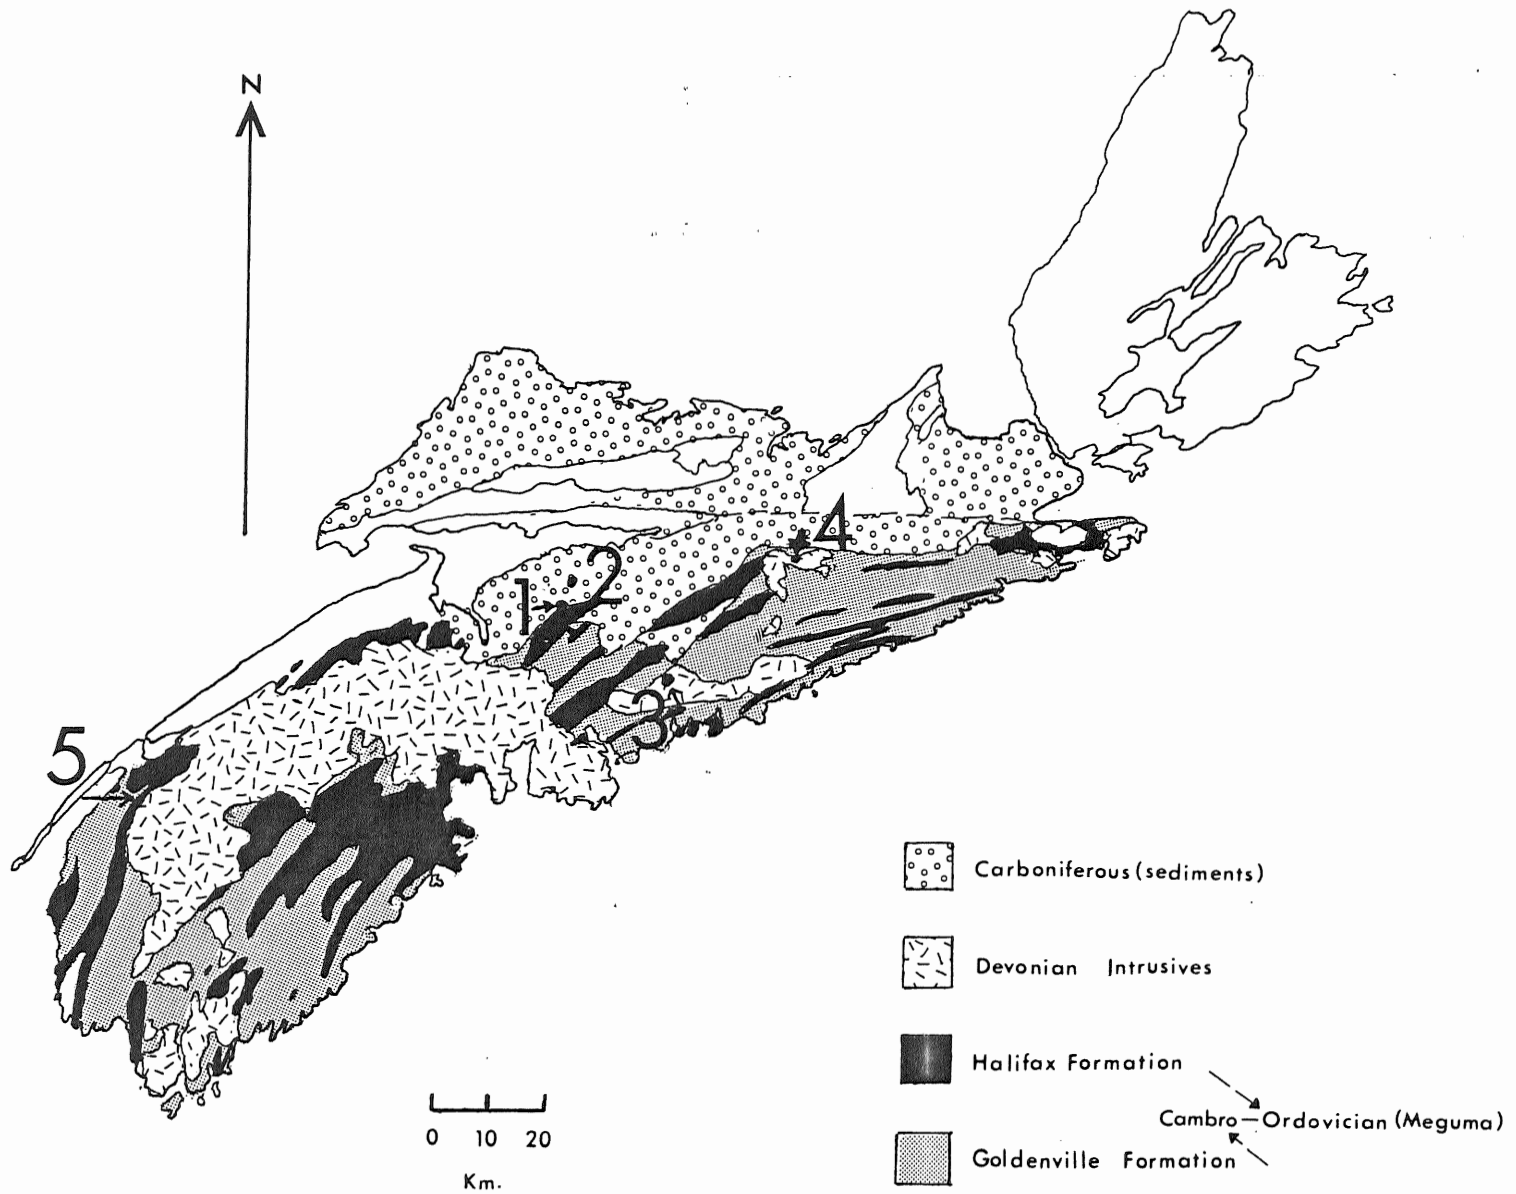 N
4
1 2
3
5
Carboniferous (sediments)
Devonian Intrusives
Halifax Formation
Cambro — Ordovician (Meguma)
Goldenville Formation
0 10 20
Km.